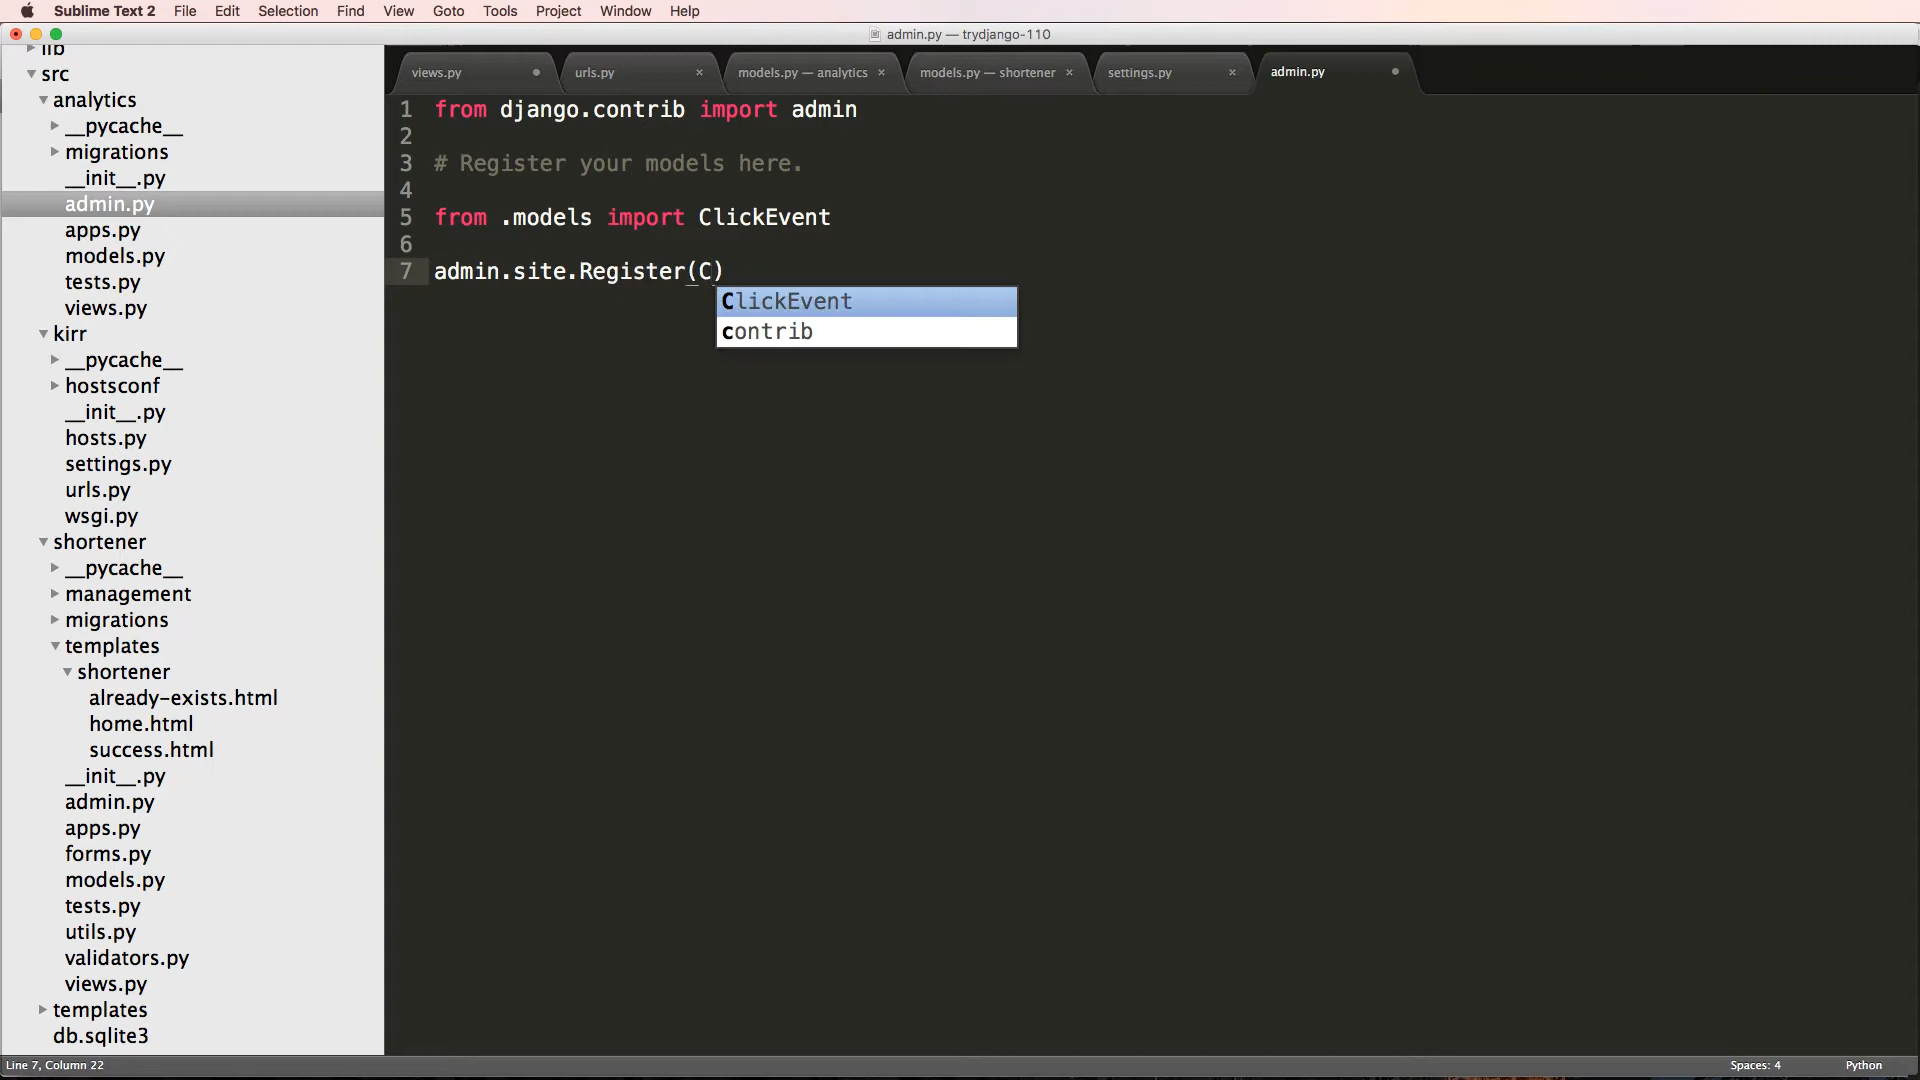 Sublime Text 2 File Edit Selection Find View Goto Tools Project Window Help
admin.py — trydjango-110
views.py urls.py models.py — analytics models.py — shortener settings.py admin.py
lib
src
analytics
__pycache__
migrations
__init__.py
admin.py
apps.py
models.py
tests.py
views.py
kirr
__pycache__
hostsconf
__init__.py
hosts.py
settings.py
urls.py
wsgi.py
shortener
__pycache__
management
migrations
templates
shortener
already-exists.html
home.html
success.html
__init__.py
admin.py
apps.py
forms.py
models.py
tests.py
utils.py
validators.py
views.py
templates
db.sqlite3
1 from django.contrib import admin
2
3 # Register your models here.
4
5 from .models import ClickEvent
6
7 admin.site.Register(C)
ClickEvent
contrib
Line 7, Column 22
Spaces: 4
Python